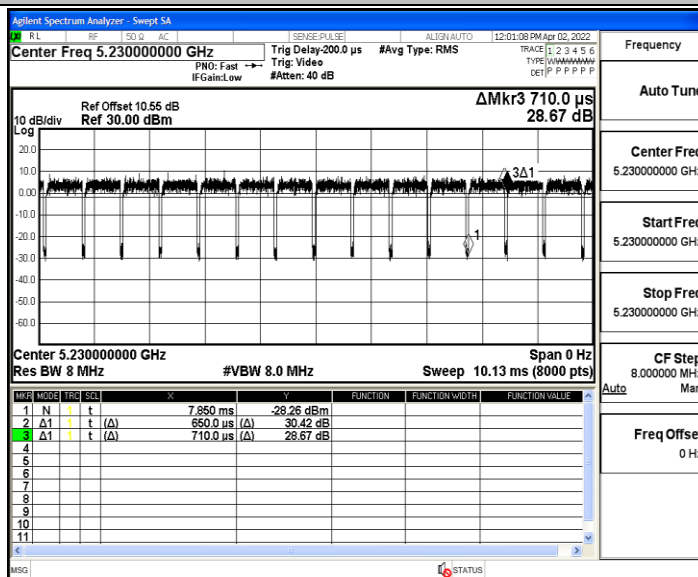 Agilent Spectrum Analyzer - Swept SA
RL RF 50 Ω AC SENSE:PULSE ALIGN AUTO 12:01:08 PM Apr 02, 2022
Center Freq 5.230000000 GHz
Trig Delay-200.0 µs #Avg Type: RMS
TRACE 1 2 3 4 5 6
PNO: Fast Trig: Video
TYPE WWWWWW
IFGain:Low #Atten: 40 dB
DET P P P P P P
ΔMkr3 710.0 µs
28.67 dB
Ref Offset 10.55 dB
10 dB/div Ref 30.00 dBm
Log
20.0
10.0
0.00
-10.0
-20.0
-30.0
-40.0
-50.0
-60.0
3Δ1
1
Center 5.230000000 GHz Span 0 Hz
Res BW 8 MHz #VBW 8.0 MHz Sweep 10.13 ms (8000 pts)
MKR MODE TRC SCL X Y FUNCTION FUNCTION WIDTH FUNCTION VALUE
1 N 1 t 7.850 ms -28.26 dBm
2 Δ1 1 t (Δ) 650.0 µs (Δ) 30.42 dB
3 Δ1 1 t (Δ) 710.0 µs (Δ) 28.67 dB
4
5
6
7
8
9
10
11
MSG STATUS
Frequency
Auto Tune
Center Freq
5.230000000 GHz
Start Freq
5.230000000 GHz
Stop Freq
5.230000000 GHz
CF Step
8.000000 MHz
Auto Man
Freq Offset
0 Hz